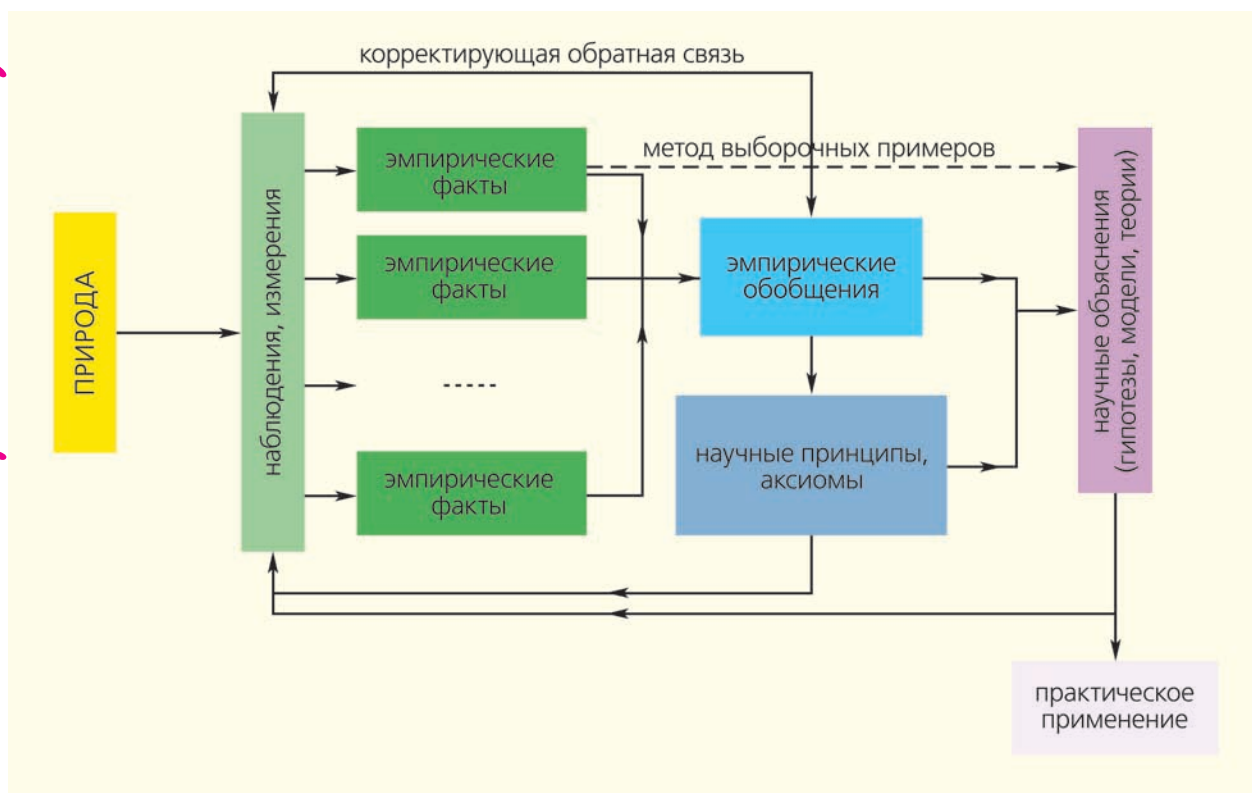 корректирующая обратная связь
эмпирические
факты
метод выборочных примеров
ПРИРОДА
наблюдения, измерения
эмпирические
факты
эмпирические
обобщения
научные объяснения
(гипотезы, модели, теории)
-----
научные принципы,
аксиомы
эмпирические
факты
практическое
применение